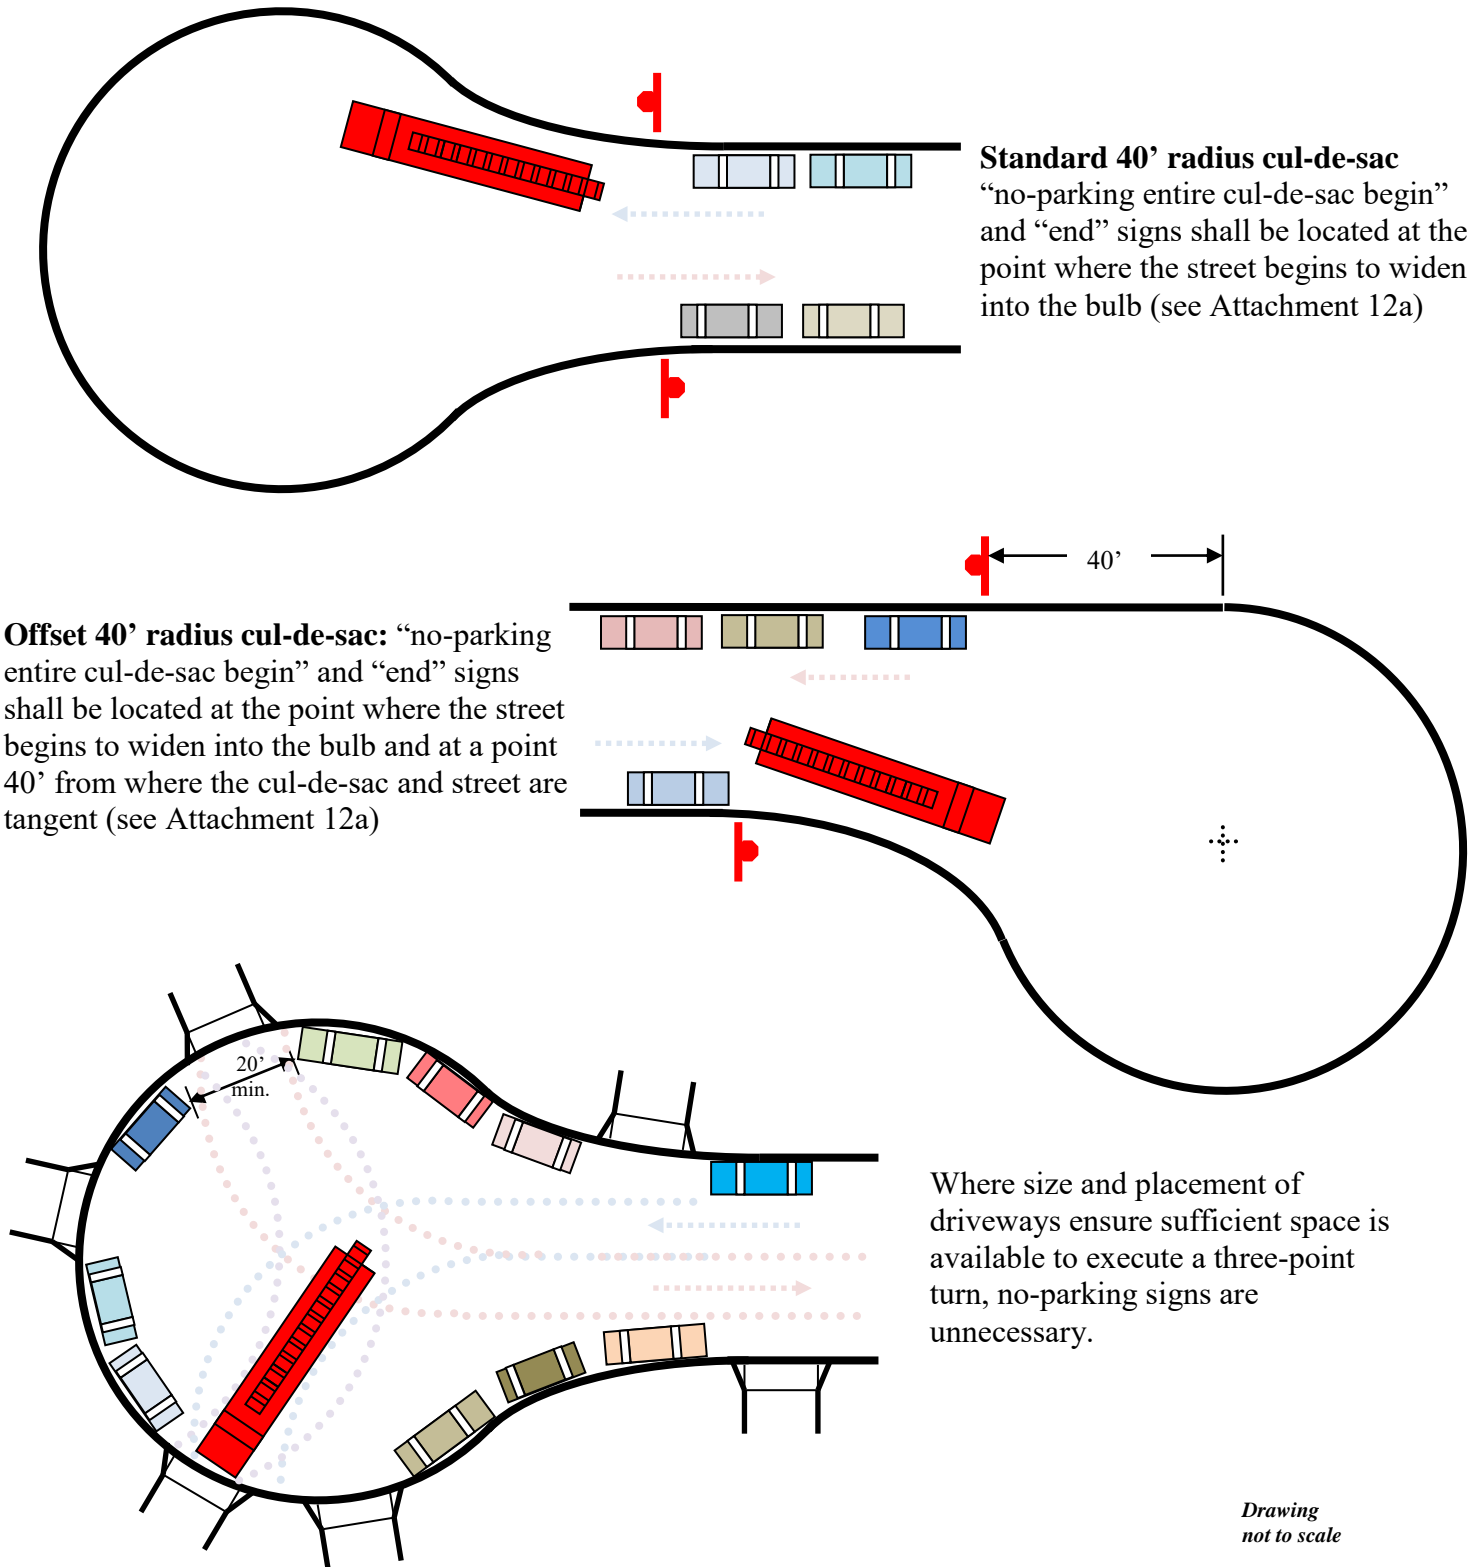 Standard 40’ radius cul-de-sac
“no-parking entire cul-de-sac begin”
and “end” signs shall be located at the
point where the street begins to widen
into the bulb (see Attachment 12a)
40’
Offset 40’ radius cul-de-sac: “no-parking
entire cul-de-sac begin” and “end” signs
shall be located at the point where the street
begins to widen into the bulb and at a point
40’ from where the cul-de-sac and street are
tangent (see Attachment 12a)
20’
min.
Where size and placement of
driveways ensure sufficient space is
available to execute a three-point
turn, no-parking signs are
unnecessary.
Drawing
not to scale